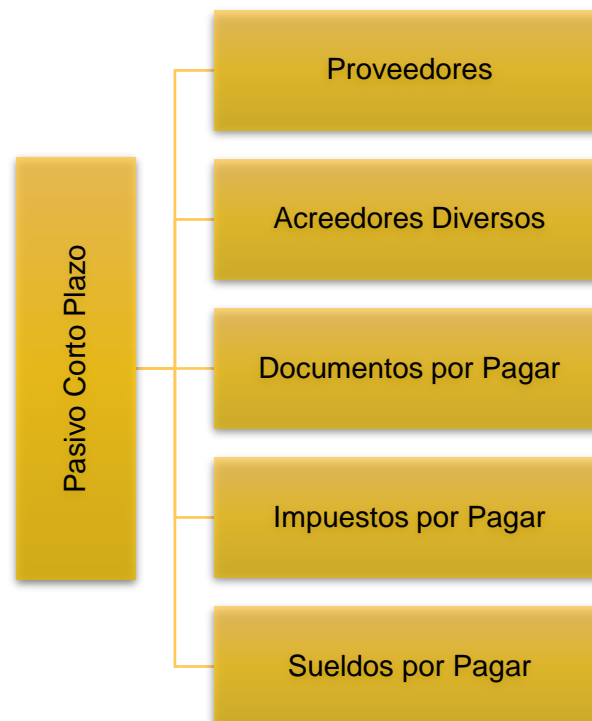 Pasivo Corto Plazo
Proveedores
Acreedores Diversos
Documentos por Pagar
Impuestos por Pagar
Sueldos por Pagar